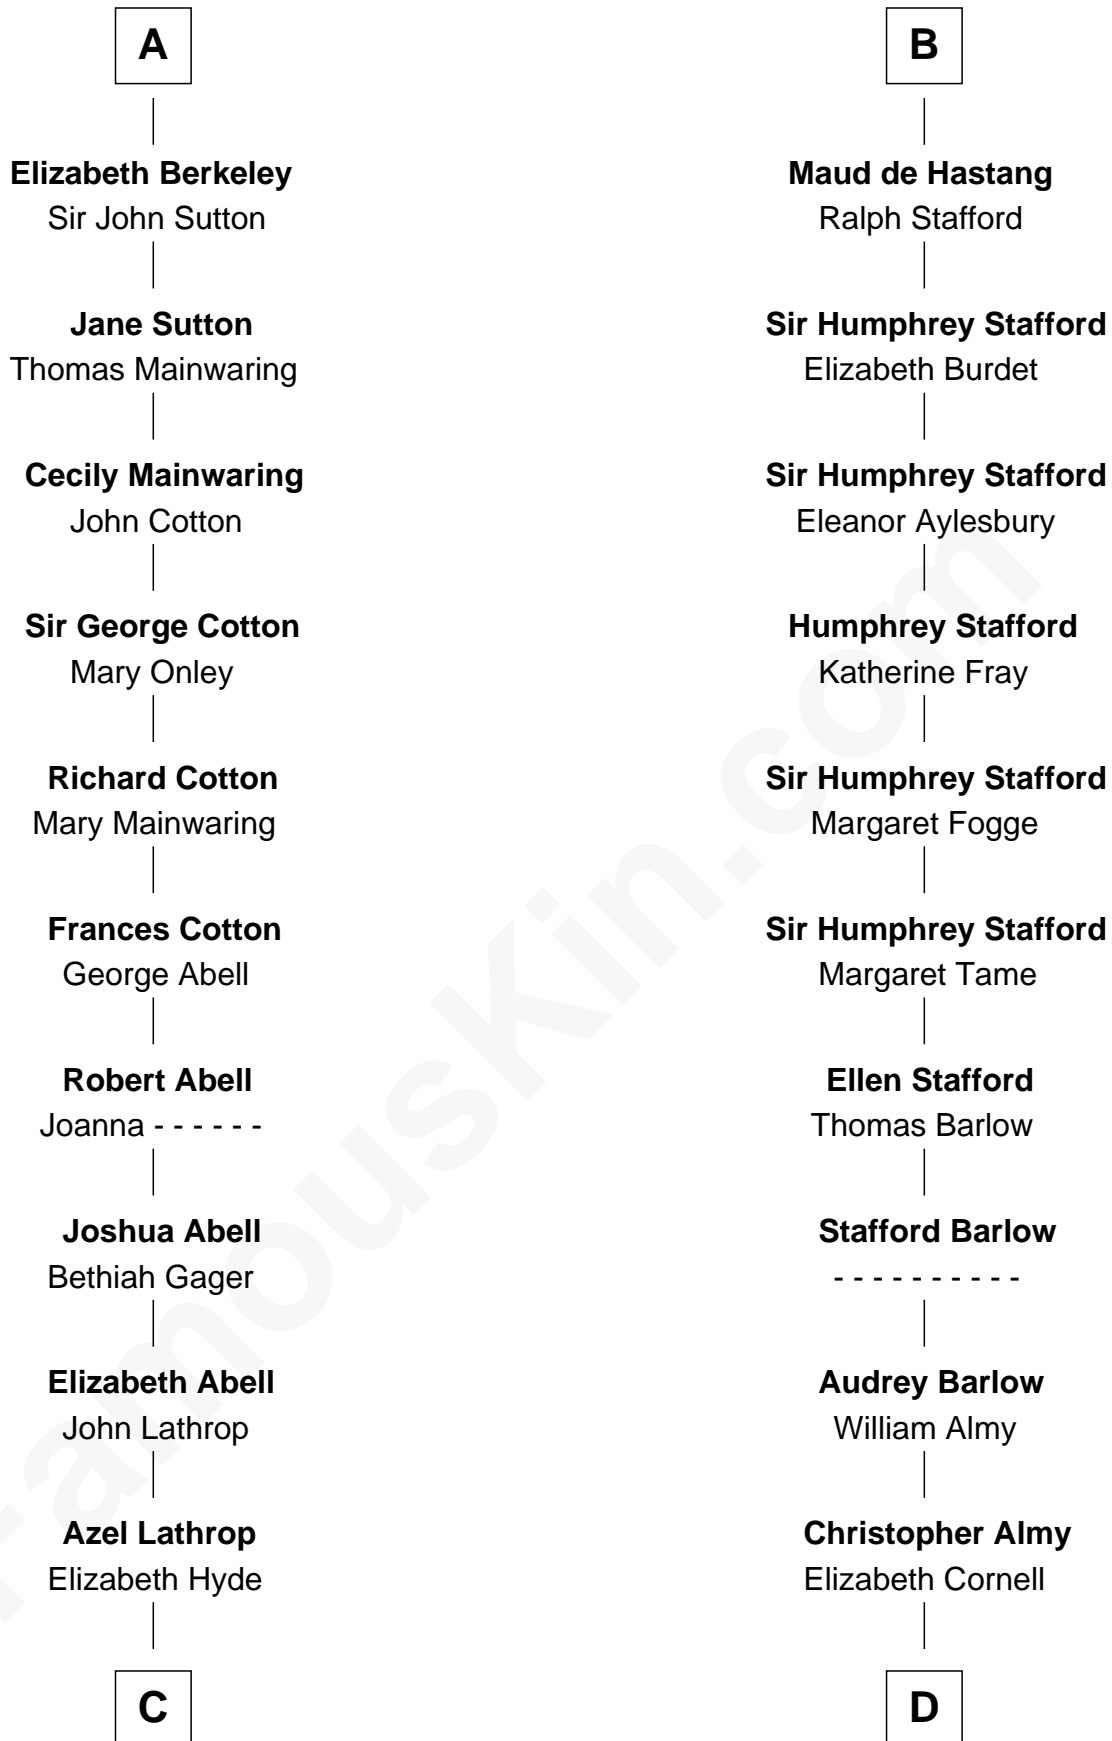 A
Elizabeth Berkeley
Sir John Sutton
Jane Sutton
Thomas Mainwaring
Cecily Mainwaring
John Cotton
Sir George Cotton
Mary Onley
Richard Cotton
Mary Mainwaring
Frances Cotton
George Abell
Robert Abell
Joanna - - - - - -
Joshua Abell
Bethiah Gager
Elizabeth Abell
John Lathrop
Azel Lathrop
Elizabeth Hyde
C
B
Maud de Hastang
Ralph Stafford
Sir Humphrey Stafford
Elizabeth Burdet
Sir Humphrey Stafford
Eleanor Aylesbury
Humphrey Stafford
Katherine Fray
Sir Humphrey Stafford
Margaret Fogge
Sir Humphrey Stafford
Margaret Tame
Ellen Stafford
Thomas Barlow
Stafford Barlow
- - - - - - - - - -
Audrey Barlow
William Almy
Christopher Almy
Elizabeth Cornell
D
FamousKin.com